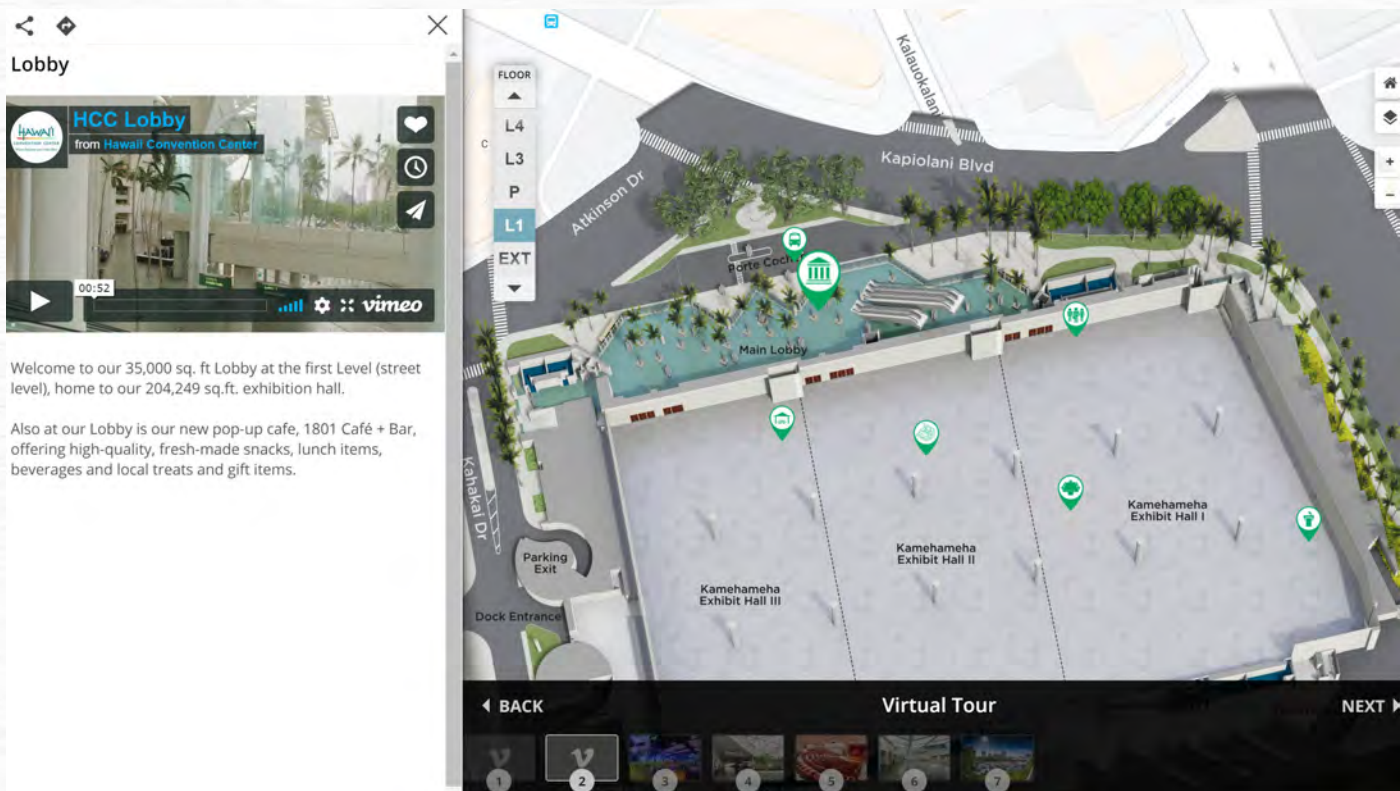 Lobby
HAWAI'I
CONVENTION CENTER
HCC Lobby
from Hawaii Convention Center
00:52
vimeo
Welcome to our 35,000 sq. ft Lobby at the first Level (street
level), home to our 204,249 sq.ft. exhibition hall.
Also at our Lobby is our new pop-up cafe, 1801 Café + Bar,
offering high-quality, fresh-made snacks, lunch items,
beverages and local treats and gift items.
FLOOR
L4
L3
P
L1
EXT
C
Kalauokalani
Kapiolani Blvd
Atkinson Dr
Porte Coch
Main Lobby
Kahakai Dr
Parking
Exit
Dock Entrance
Kamehameha
Exhibit Hall I
Kamehameha
Exhibit Hall II
Kamehameha
Exhibit Hall III
+
−
BACK
Virtual Tour
NEXT
1
2
3
4
5
6
7